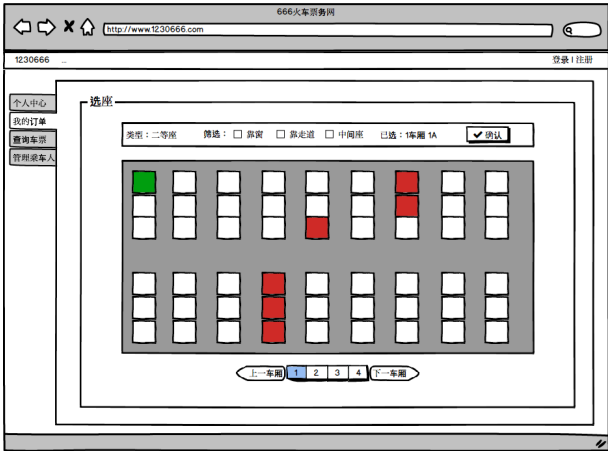 666火车票务网
http://www.1230666.com
1230666 ... 登录 | 注册
个人中心
我的订单
查询车票
管理乘车人
选座
类型：二等座 筛选： 靠窗 靠走道 中间座 已选：1车厢 1A 确认
上一车厢 1 2 3 4 下一车厢